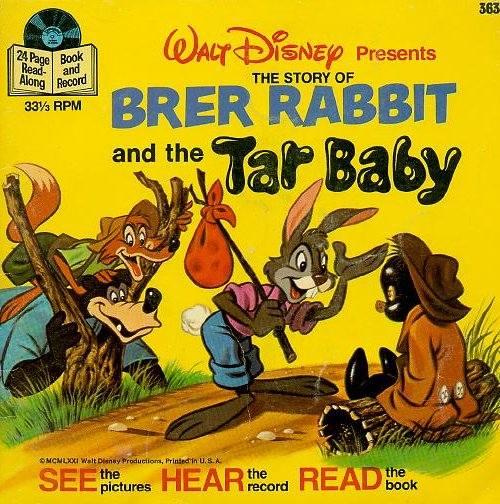 363
24 Page
Read-
Along
Book
and
Record
33⅓ RPM
WALT DISNEY Presents
THE STORY OF
BRER RABBIT
and the Tar Baby
©MCMLXXI Walt Disney Productions, Printed in U.S.A.
SEE the pictures HEAR the record READ the book